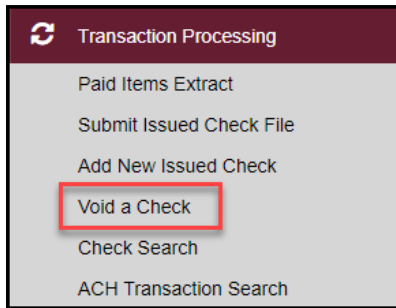 Transaction Processing
Paid Items Extract
Submit Issued Check File
Add New Issued Check
Void a Check
Check Search
ACH Transaction Search